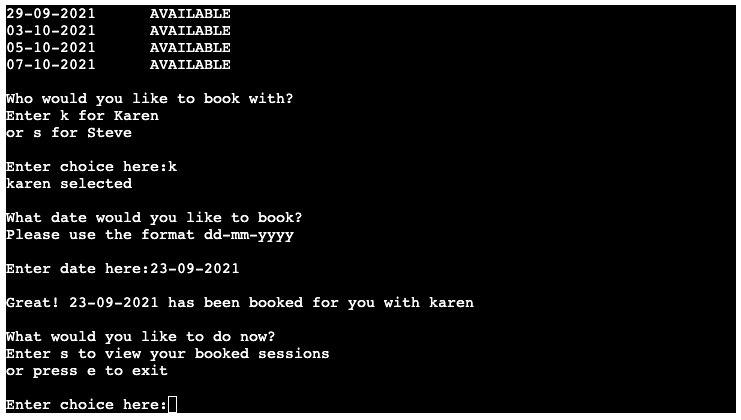 29-09-2021      AVAILABLE
03-10-2021      AVAILABLE
05-10-2021      AVAILABLE
07-10-2021      AVAILABLE
Who would you like to book with?
Enter k for Karen
or s for Steve
Enter choice here:k
karen selected
What date would you like to book?
Please use the format dd-mm-yyyy
Enter date here:23-09-2021
Great! 23-09-2021 has been booked for you with karen
What would you like to do now?
Enter s to view your booked sessions
or press e to exit
Enter choice here: